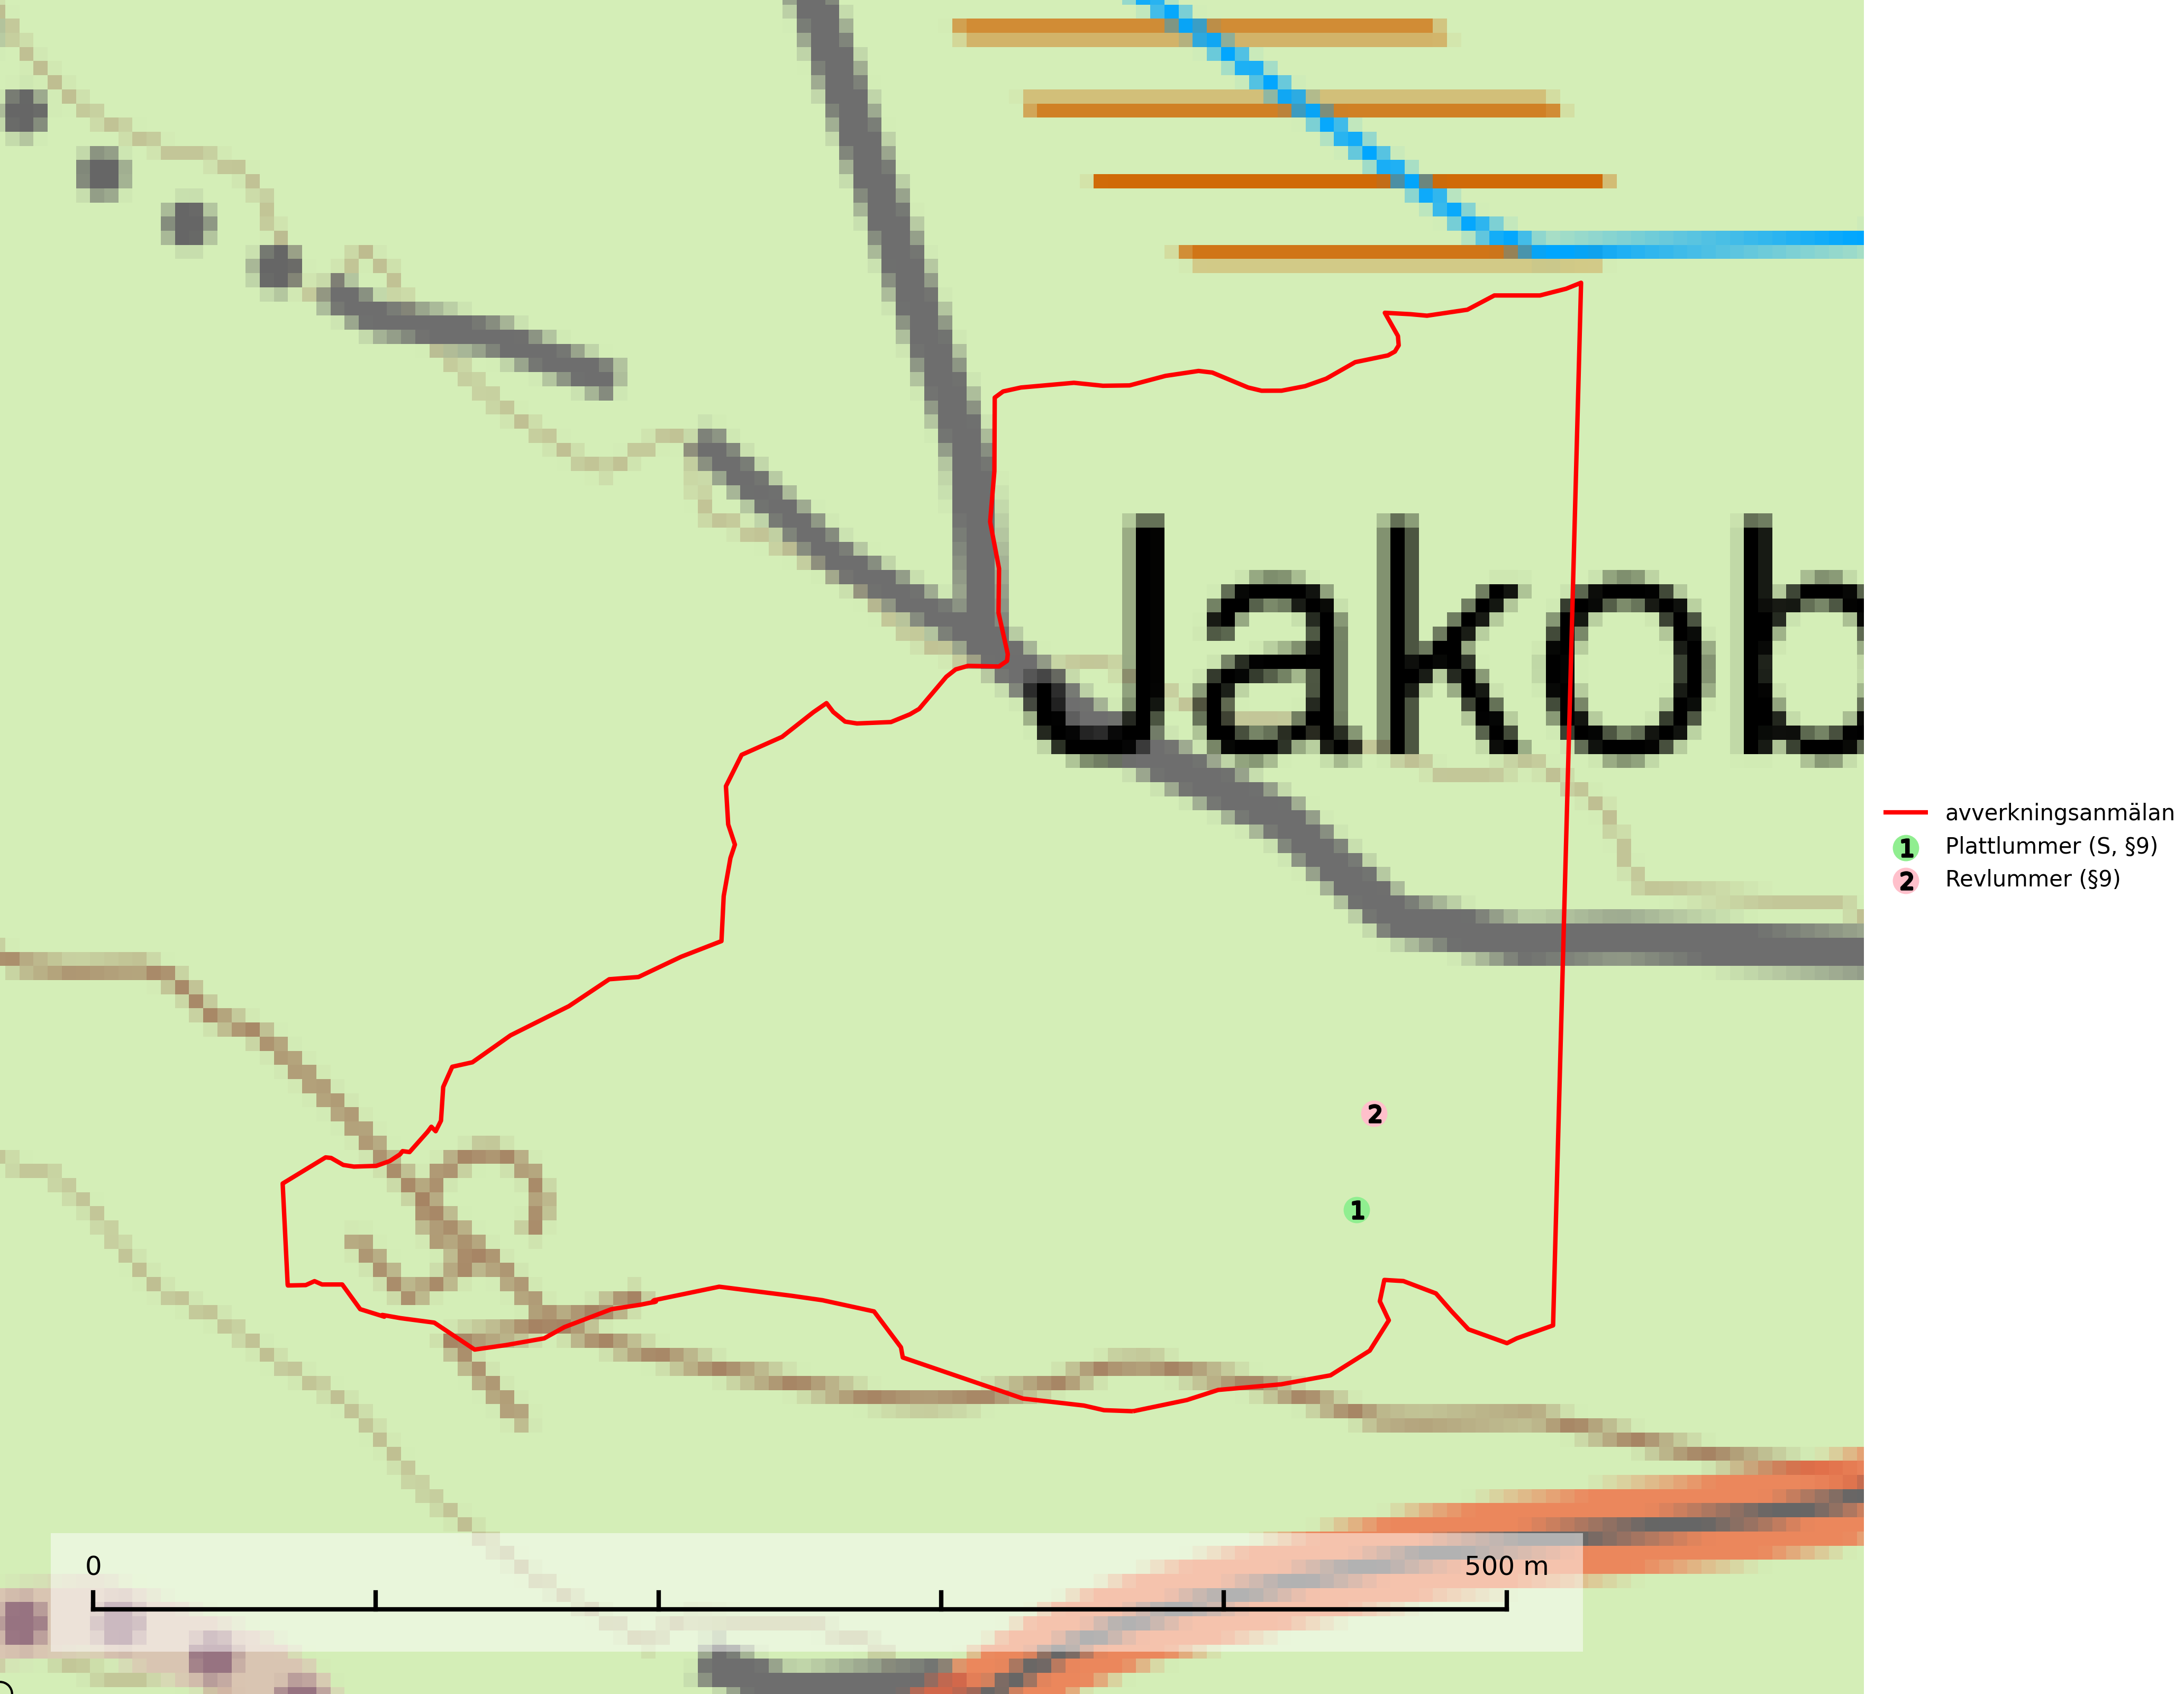 Jakob
avverkningsanmälan
1 Plattlummer (S, §9)
2 Revlummer (§9)
2
1
0 500 m